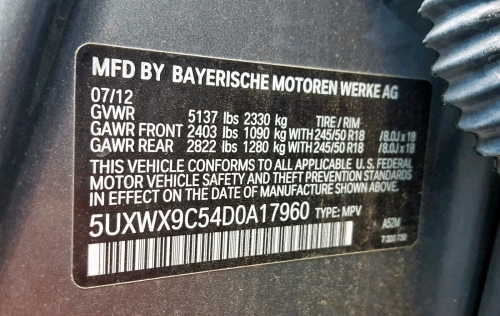 MFD BY BAYERISCHE MOTOREN WERKE AG
07/12
GVWR 5137 lbs 2330 kg TIRE / RIM
GAWR FRONT 2403 lbs 1090 kg WITH 245/50 R18 / 8.0J x 18
GAWR REAR 2822 lbs 1280 kg WITH 245/50 R18 / 8.0J x 18
THIS VEHICLE CONFORMS TO ALL APPLICABLE U. S. FEDERAL
MOTOR VEHICLE SAFETY AND THEFT PREVENTION STANDARDS
IN EFFECT ON THE DATE OF MANUFACTURE SHOWN ABOVE.
5UXWX9C54D0A17960 TYPE: MPV A52M